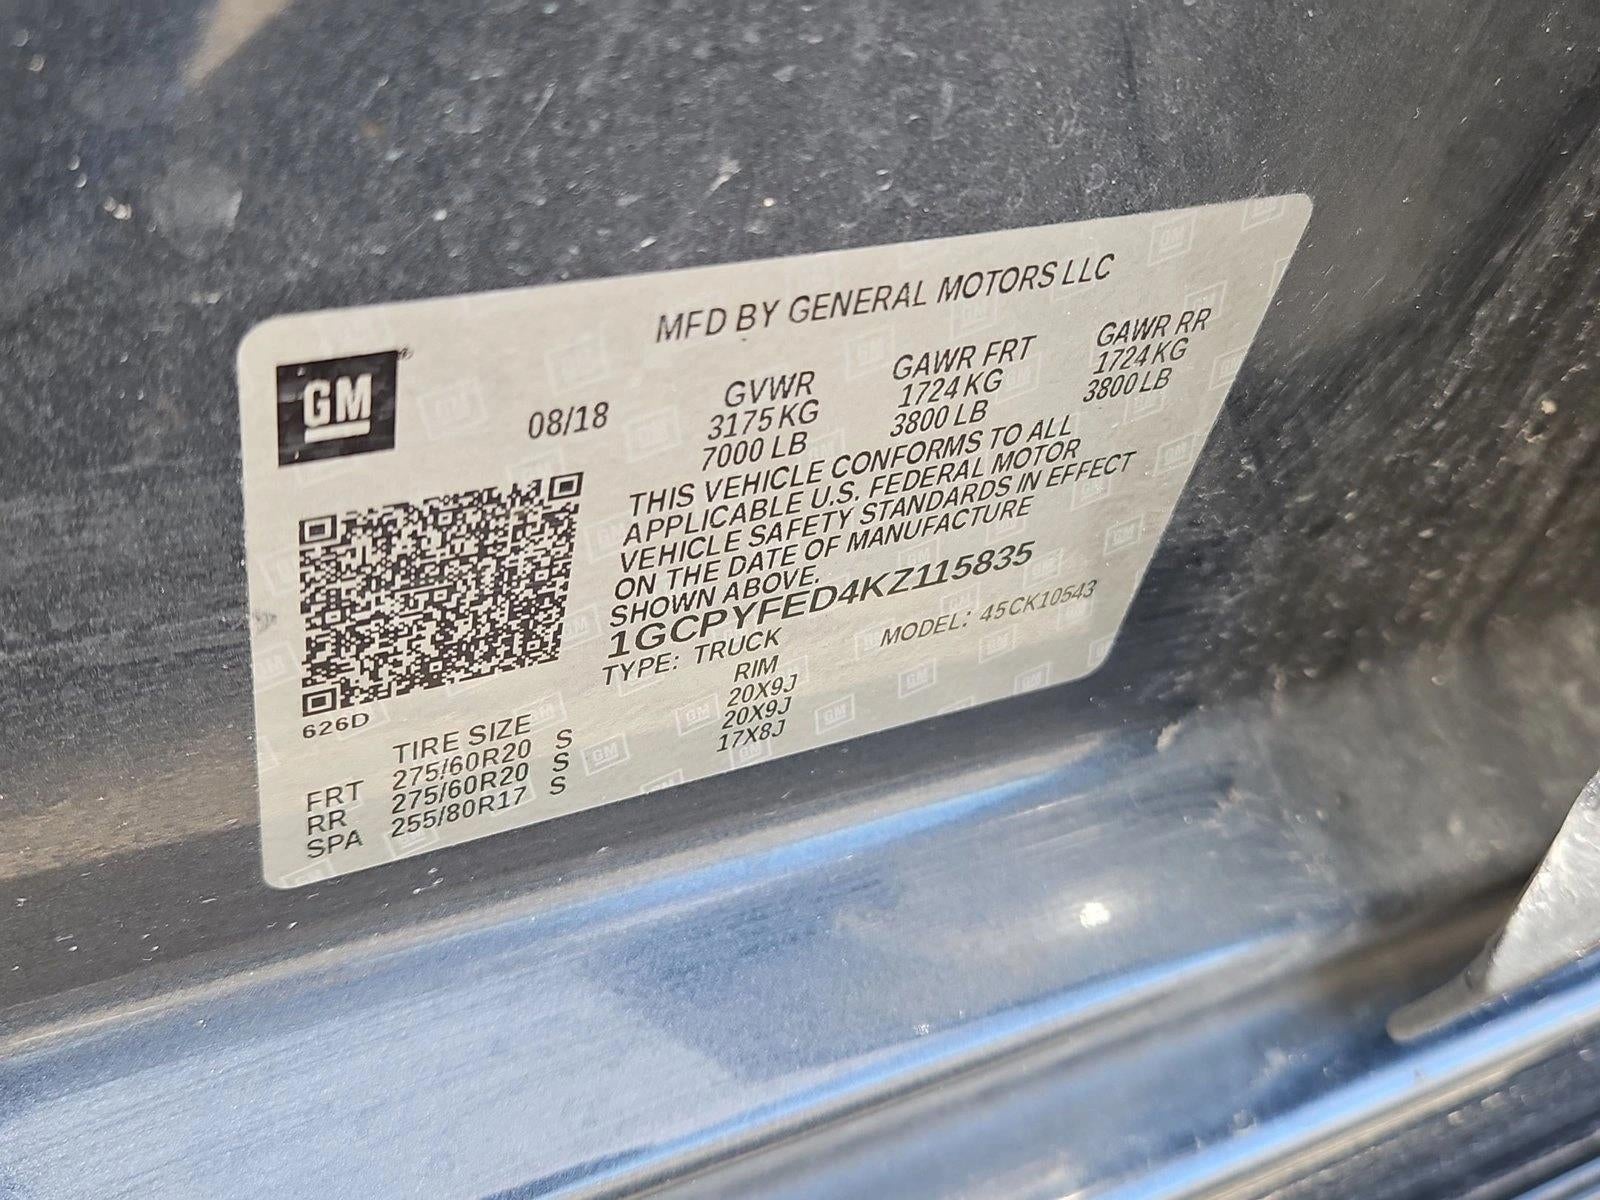 MFD BY GENERAL MOTORS LLC
GM®
08/18
GVWR GAWR FRT GAWR RR
3175 KG 1724 KG 1724 KG
7000 LB 3800 LB 3800 LB
THIS VEHICLE CONFORMS TO ALL
APPLICABLE U.S. FEDERAL MOTOR
VEHICLE SAFETY STANDARDS IN EFFECT
ON THE DATE OF MANUFACTURE
SHOWN ABOVE.
1GCPYFED4KZ115835
TYPE: TRUCK MODEL: 45CK10543
626D
TIRE SIZE RIM
FRT 275/60R20 S 20X9J
RR 275/60R20 S 20X9J
SPA 255/80R17 S 17X8J